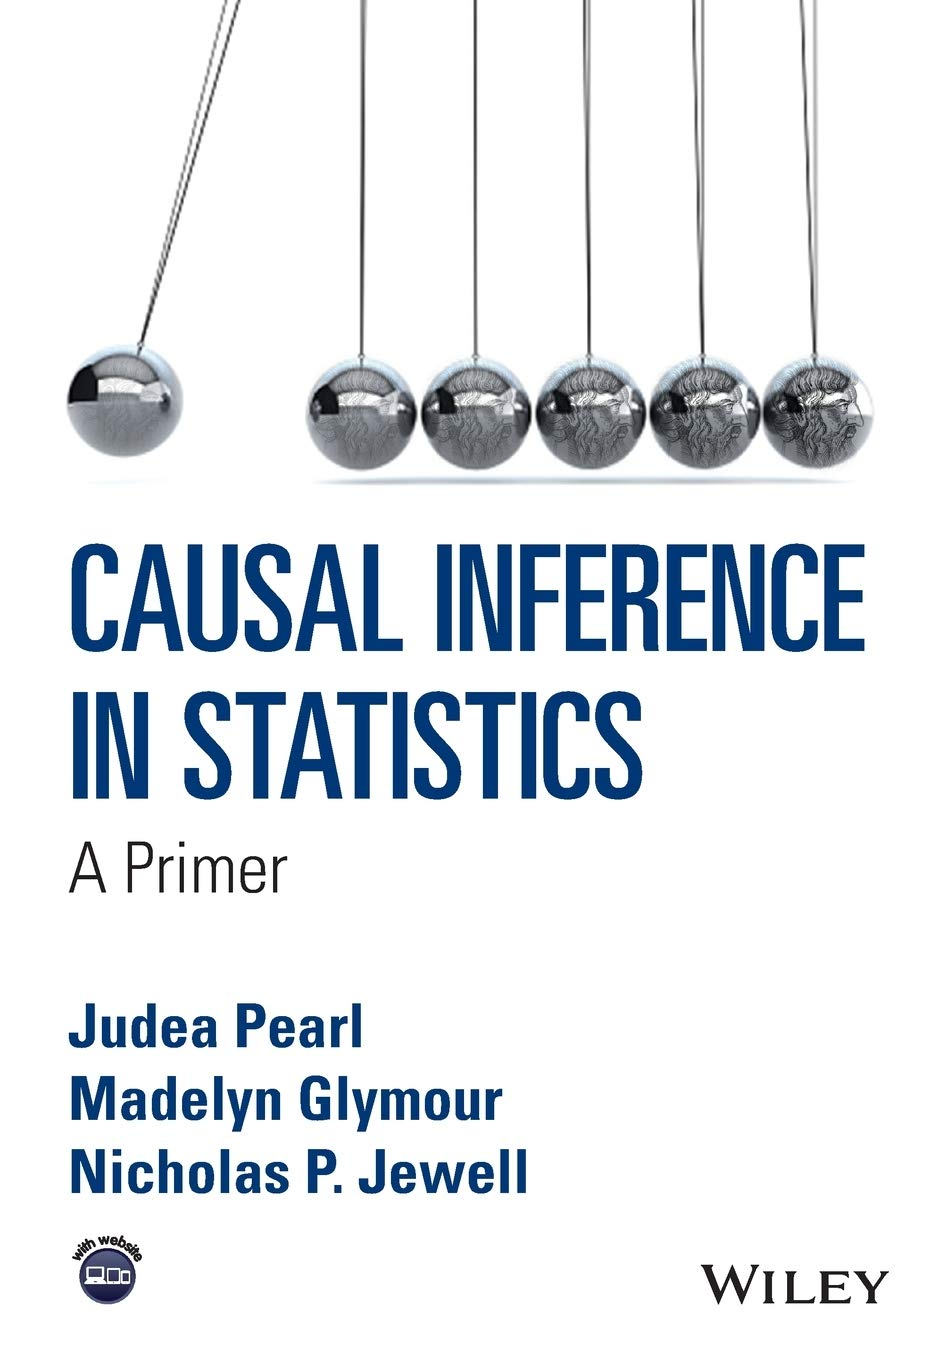 CAUSAL INFERENCE
IN STATISTICS
A Primer
Judea Pearl
Madelyn Glymour
Nicholas P. Jewell
with website
WILEY